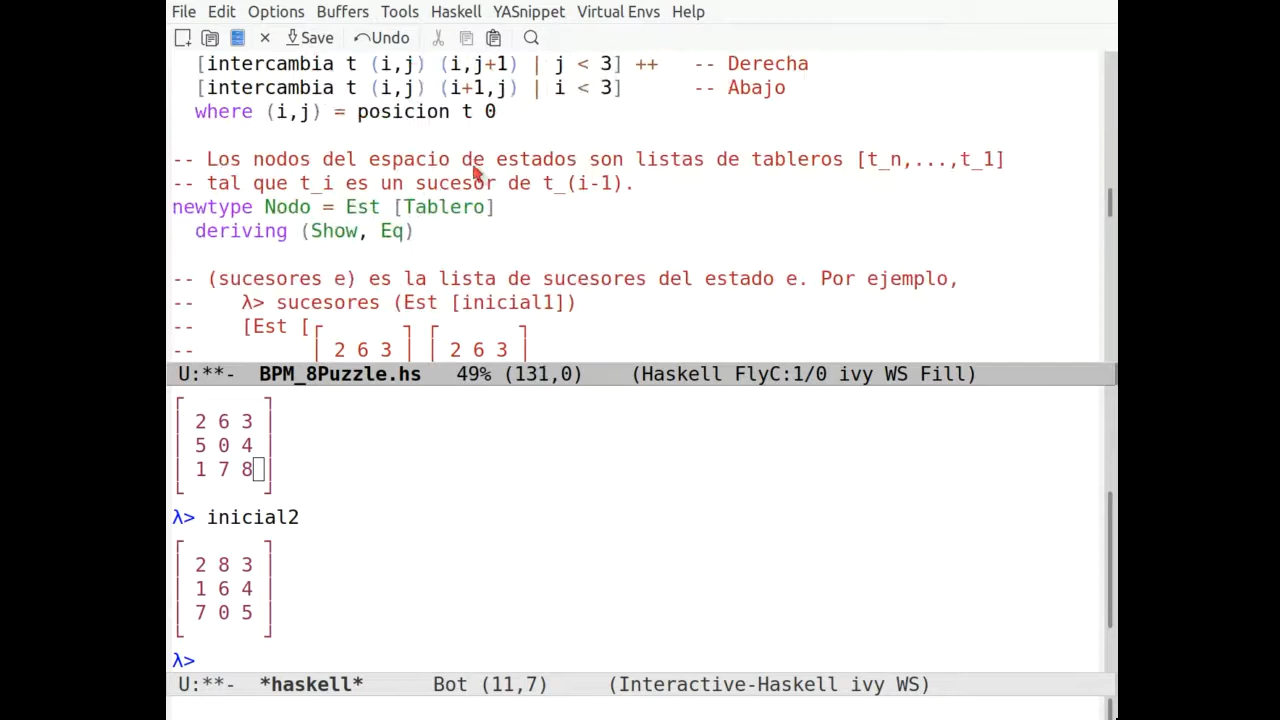 File Edit Options Buffers Tools Haskell YASnippet Virtual Envs Help
Save Undo
[intercambia t (i,j) (i,j+1) | j < 3] ++ -- Derecha
[intercambia t (i,j) (i+1,j) | i < 3] -- Abajo
where (i,j) = posicion t 0
-- Los nodos del espacio de estados son listas de tableros [t_n,...,t_1]
-- tal que t_i es un sucesor de t_(i-1).
newtype Nodo = Est [Tablero]
deriving (Show, Eq)
-- (sucesores e) es la lista de sucesores del estado e. Por ejemplo,
-- λ> sucesores (Est [inicial1])
-- [Est [┌ ┐ ┌ ┐
-- │ 2 6 3 │ │ 2 6 3 │
U:**- BPM_8Puzzle.hs 49% (131,0) (Haskell FlyC:1/0 ivy WS Fill)
┌ ┐
│ 2 6 3 │
│ 5 0 4 │
│ 1 7 8 │
└ ┘
λ> inicial2
┌ ┐
│ 2 8 3 │
│ 1 6 4 │
│ 7 0 5 │
└ ┘
λ>
U:**- *haskell* Bot (11,7) (Interactive-Haskell ivy WS)